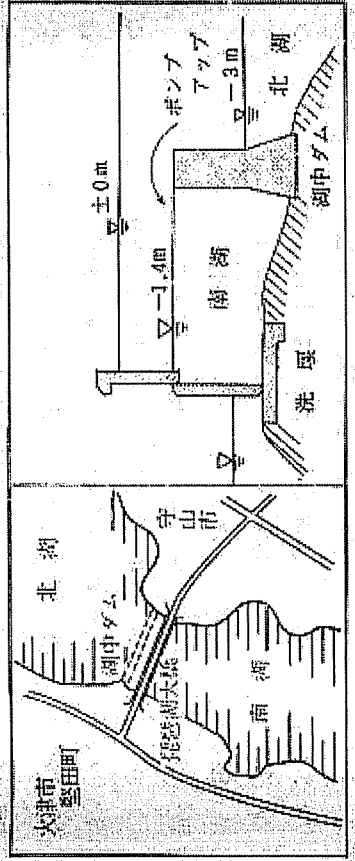 大津市
堅田町
北湖
湖中ダム
琵琶湖大橋
守山市
南湖
±0m
−1.4m
ポンプ
アップ
−3m
北湖
南湖
湖中ダム
洗堰